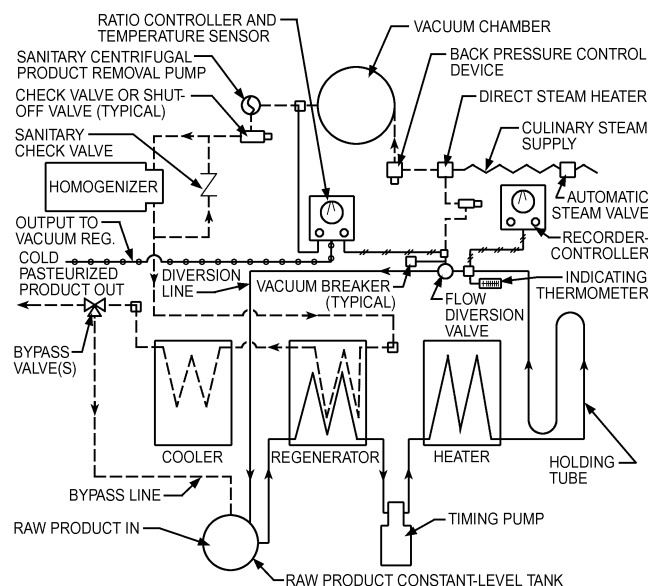 RATIO CONTROLLER AND
TEMPERATURE SENSOR
VACUUM CHAMBER
SANITARY CENTRIFUGAL
PRODUCT REMOVAL PUMP
BACK PRESSURE CONTROL
DEVICE
CHECK VALVE OR SHUT-
OFF VALVE (TYPICAL)
DIRECT STEAM HEATER
SANITARY
CHECK VALVE
CULINARY STEAM
SUPPLY
HOMOGENIZER
AUTOMATIC
STEAM VALVE
OUTPUT TO
VACUUM REG.
RECORDER-
CONTROLLER
COLD
PASTEURIZED
PRODUCT OUT
DIVERSION
LINE
VACUUM BREAKER
(TYPICAL)
FLOW
DIVERSION
VALVE
INDICATING
THERMOMETER
BYPASS
VALVE(S)
COOLER
REGENERATOR
HEATER
HOLDING
TUBE
BYPASS LINE
RAW PRODUCT IN
TIMING PUMP
RAW PRODUCT CONSTANT-LEVEL TANK